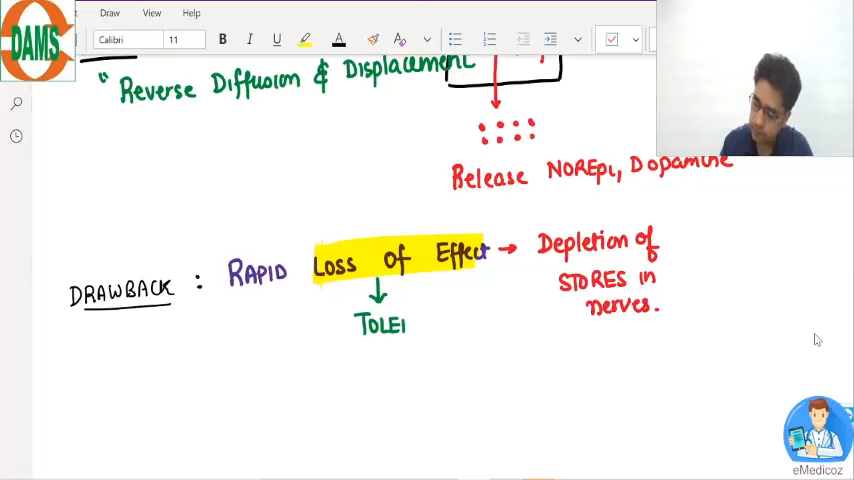 Draw View Help
DAMS
Calibri 11 B I U A
" Reverse Diffusion & Displacement
Release NOREpi, Dopamine
DRAWBACK : RAPID Loss of Effect → Depletion of
STORES in
nerves.
TOLEI
eMedicoz